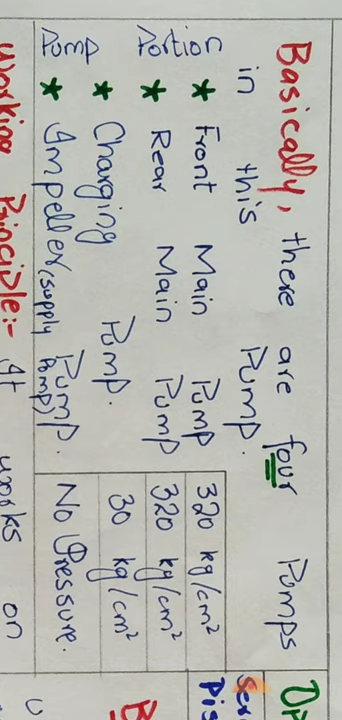 Basically, there are four Pumps
in this Pump.
Portion
* Front Main Pump 320 kg/cm²
* Rear Main Pump 320 kg/cm²
Pump
* Charging Pump. 30 kg/cm²
* Impeller (supply Pump) Pump. No Pressure.
Working Principle:- It works on